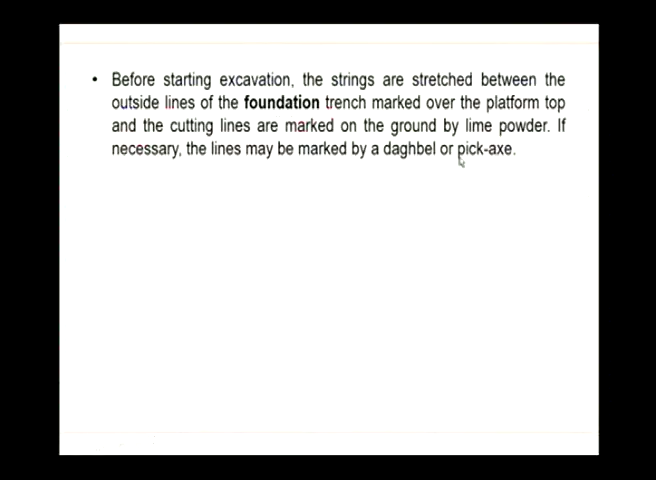 • Before starting excavation, the strings are stretched between the
outside lines of the foundation trench marked over the platform top
and the cutting lines are marked on the ground by lime powder. If
necessary, the lines may be marked by a daghbel or pick-axe.